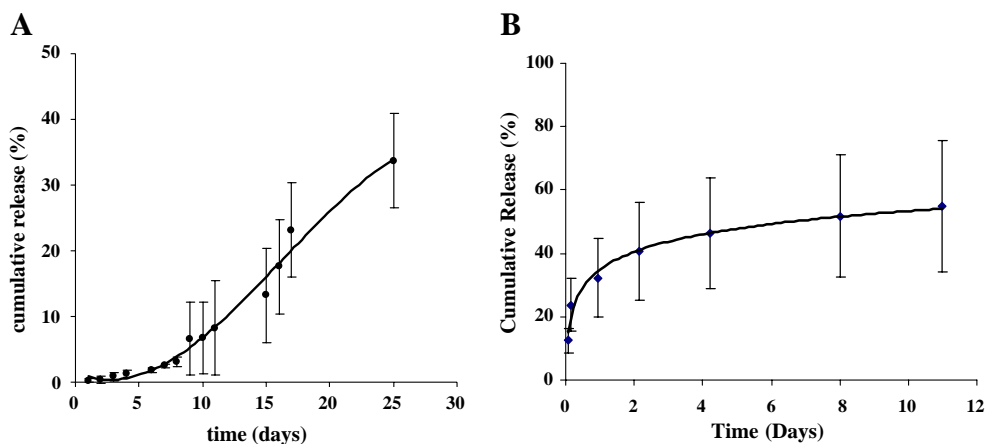 A
50
40
30
20
10
0
cumulative release (%)
0 5 10 15 20 25 30
time (days)
B
100
80
60
40
20
0
Cumulative Release (%)
0 2 4 6 8 10 12
Time (Days)